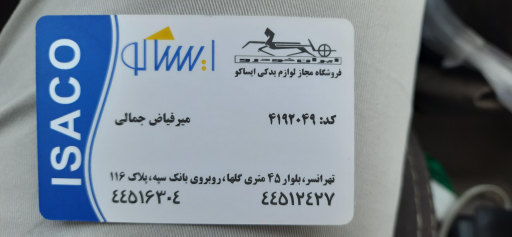 ISACO
ایساکو
ایران خودرو
فروشگاه مجاز لوازم یدکی ایساکو
کد: ۴۱۹۲۰۴۹ میرفیاض جمالی
تهرانسر، بلوار ۴۵ متری گلها، روبروی بانک سپه، پلاک ۱۱۶
۴۴۵۱۲۴۲۷ ۴۴۵۱۶۳۰۴